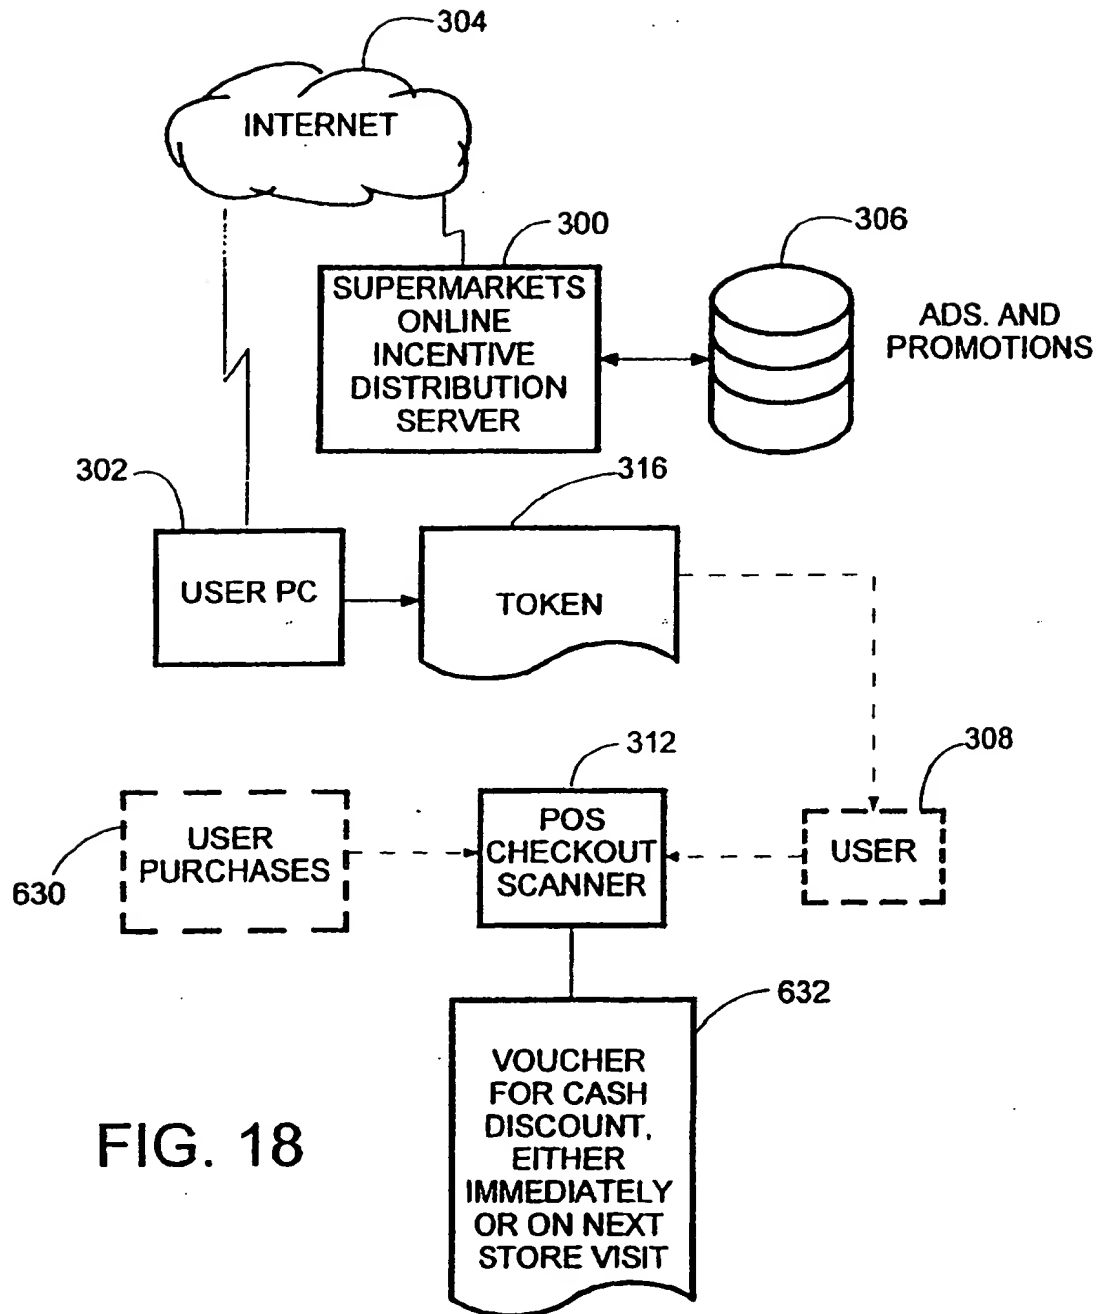 304
INTERNET
300
306
SUPERMARKETS
ONLINE
INCENTIVE
DISTRIBUTION
SERVER
ADS. AND
PROMOTIONS
302
316
USER PC
TOKEN
312
308
USER
PURCHASES
POS
CHECKOUT
SCANNER
USER
630
632
VOUCHER
FOR CASH
DISCOUNT,
EITHER
IMMEDIATELY
OR ON NEXT
STORE VISIT
FIG. 18